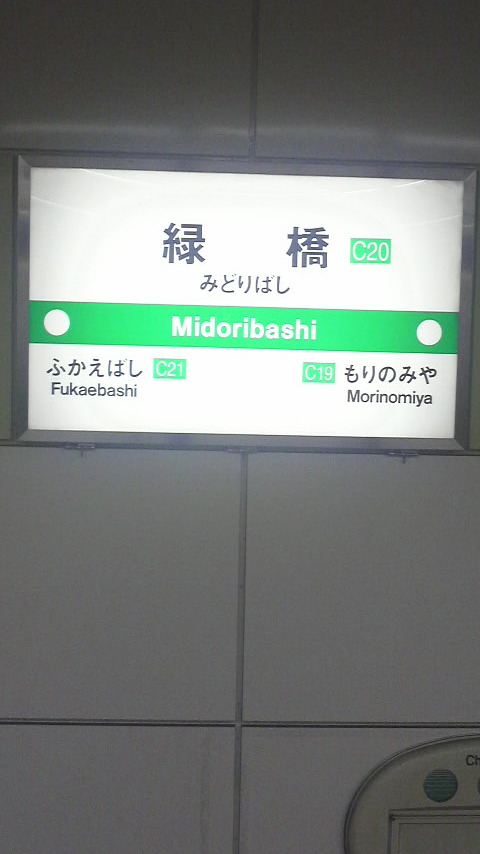 緑 橋 C20
みどりばし
Midoribashi
ふかえばし C21
Fukaebashi
C19 もりのみや
Morinomiya
Ch